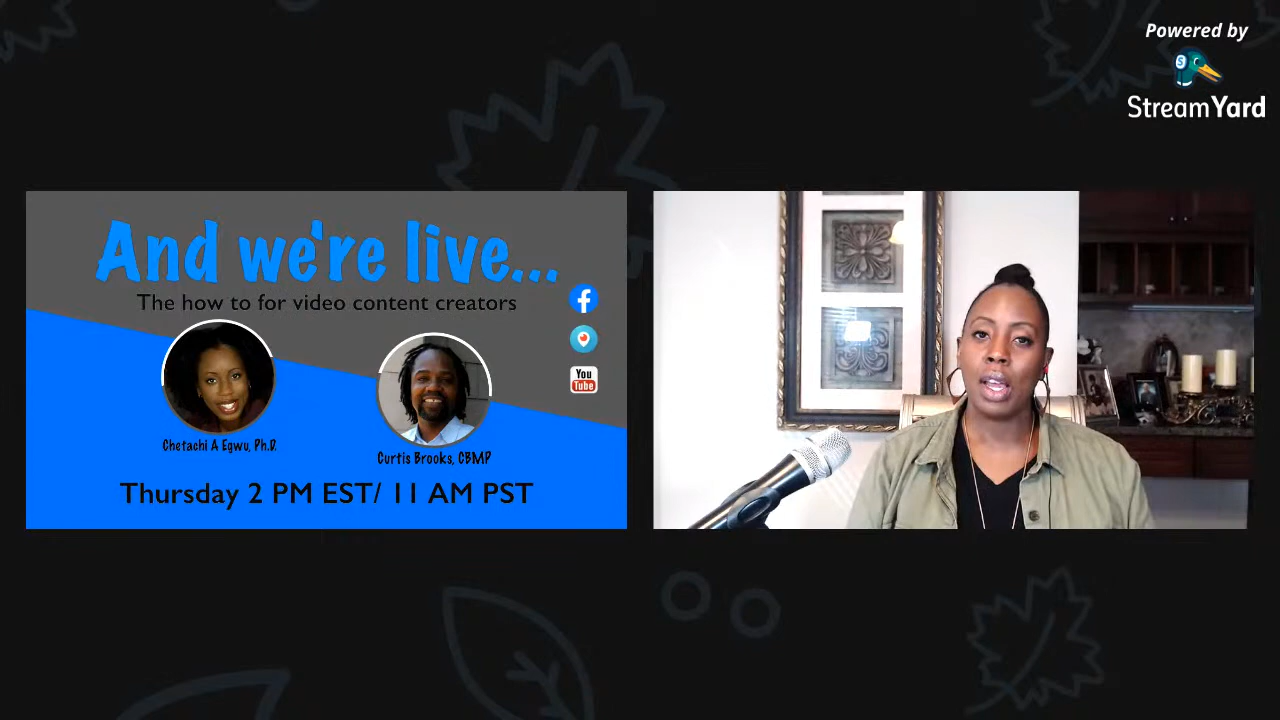 Powered by
StreamYard
And we're live...
The how to for video content creators
You
Tube
Chetachi A Egwu, Ph.D.
Curtis Brooks, CBMP
Thursday 2 PM EST/ 11 AM PST